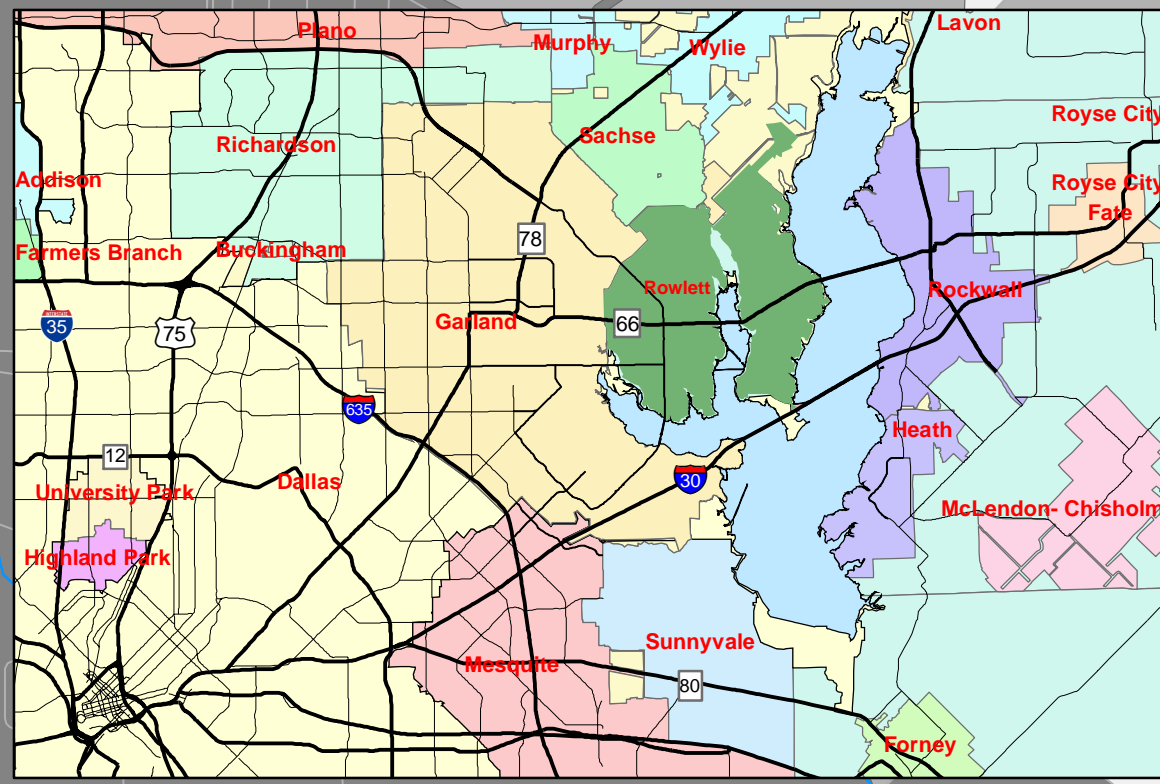 Plano
Lavon
Murphy
Wylie
Royse City
Sachse
Richardson
Addison
Royse City
Fate
78
Farmers Branch
Buckingham
Rowlett
Rockwall
INTERSTATE
35
75
Garland
66
635
Heath
12
30
Dallas
University Park
McLendon- Chisholm
Highland Park
Sunnyvale
Mesquite
80
Forney